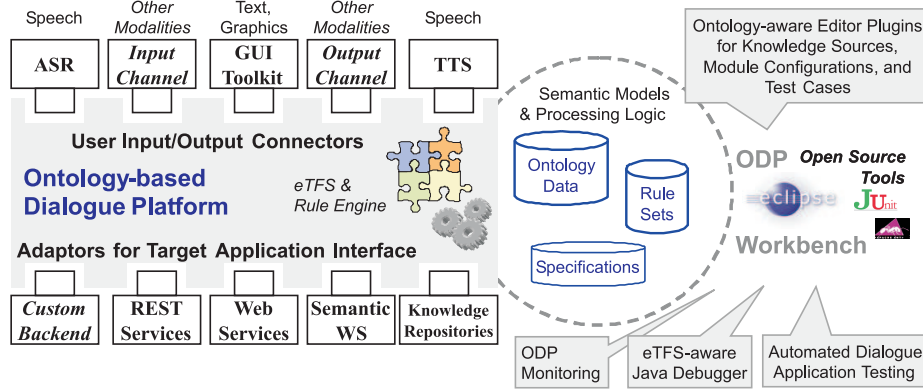 Speech
Other
Modalities
Text,
Graphics
Other
Modalities
Speech
ASR
Input
Channel
GUI
Toolkit
Output
Channel
TTS
User Input/Output Connectors
Ontology-based
Dialogue Platform
eTFS &
Rule Engine
Adaptors for Target Application Interface
Custom
Backend
REST
Services
Web
Services
Semantic
WS
Knowledge
Repositories
Semantic Models
& Processing Logic
Ontology
Data
Rule
Sets
Specifications
Ontology-aware Editor Plugins
for Knowledge Sources,
Module Configurations, and
Test Cases
ODP
Open Source
Tools
eclipse
JUnit
Workbench
ODP
Monitoring
eTFS-aware
Java Debugger
Automated Dialogue
Application Testing